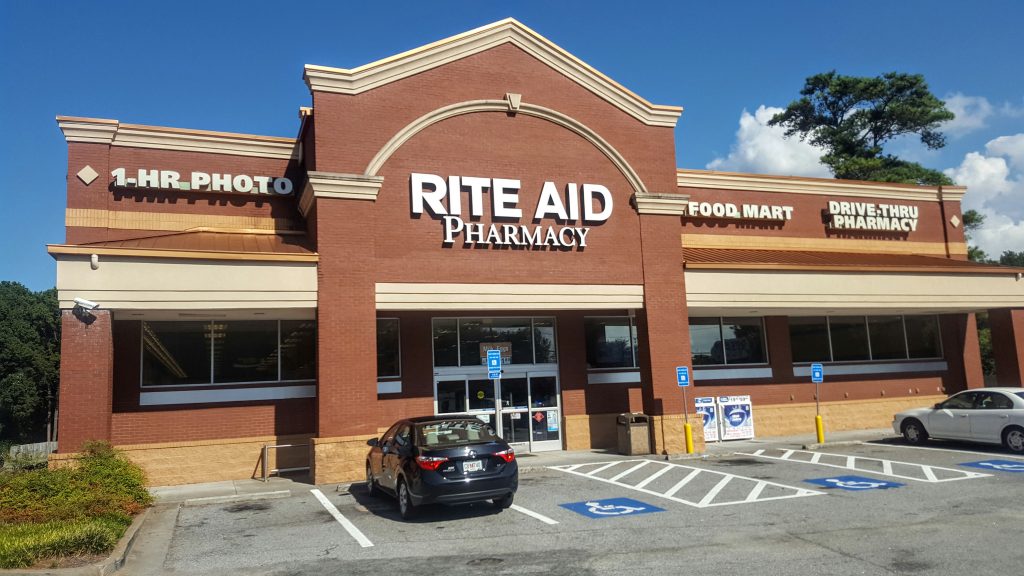 1-HR PHOTO
RITE AID
PHARMACY
FOOD MART
DRIVE-THRU
PHARMACY